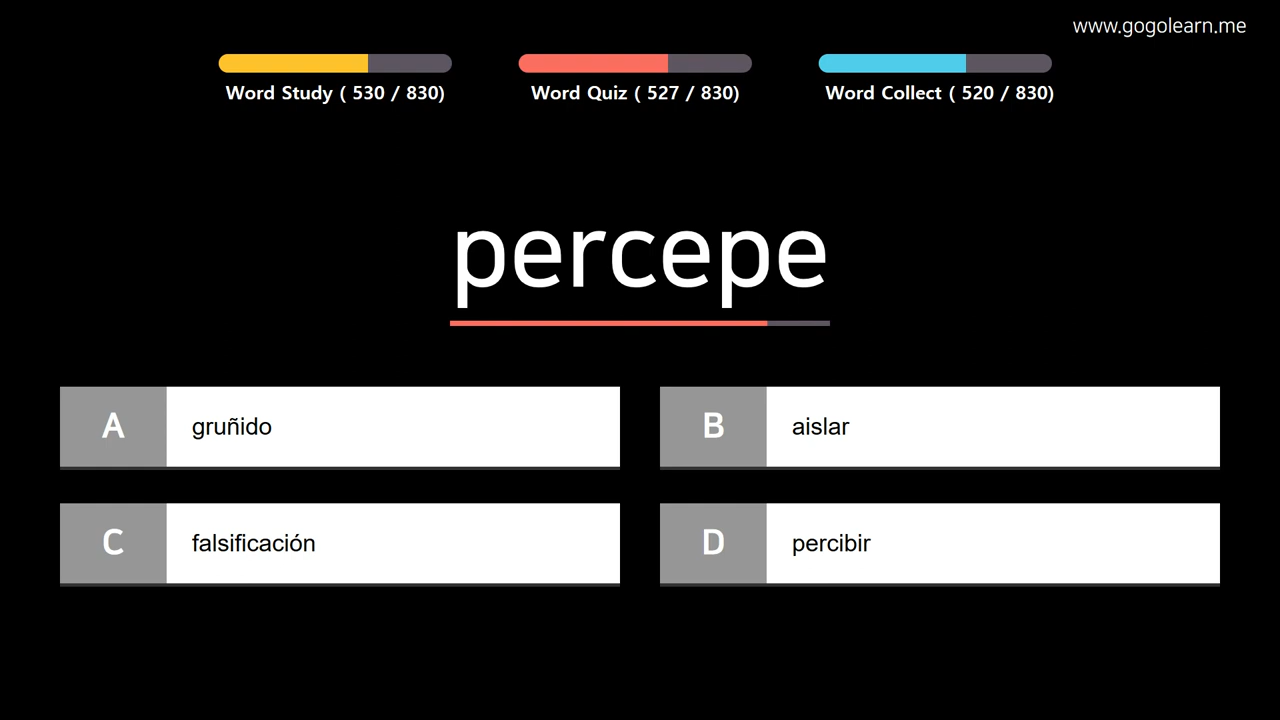 www.gogolearn.me
Word Study ( 530 / 830)
Word Quiz ( 527 / 830)
Word Collect ( 520 / 830)
percepe
A gruñido
B aislar
C falsificación
D percibir